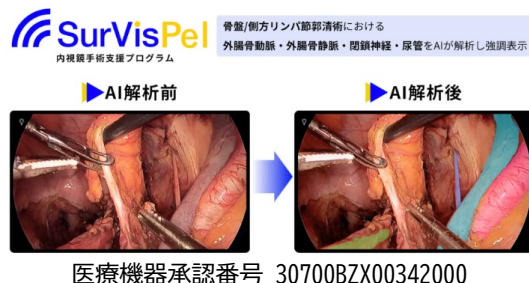 SurVisPel
内視鏡手術支援プログラム
骨盤/側方リンパ節郭清術における
外腸骨動脈・外腸骨静脈・閉鎖神経・尿管をAIが解析し強調表示
AI解析前
AI解析後
医療機器承認番号 30700BZX00342000